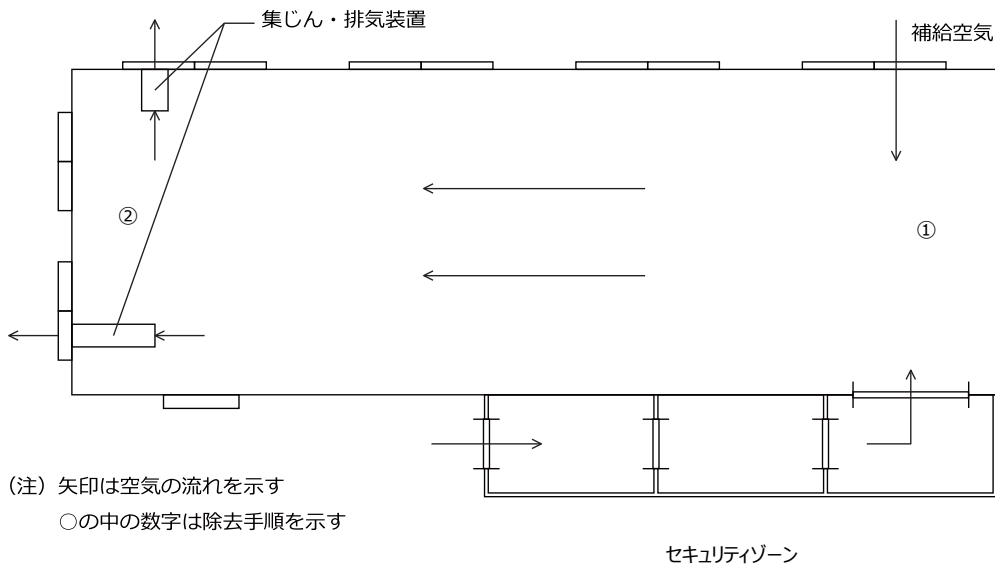 集じん・排気装置
補給空気
②
①
（注）矢印は空気の流れを示す
○の中の数字は除去手順を示す
セキュリティゾーン